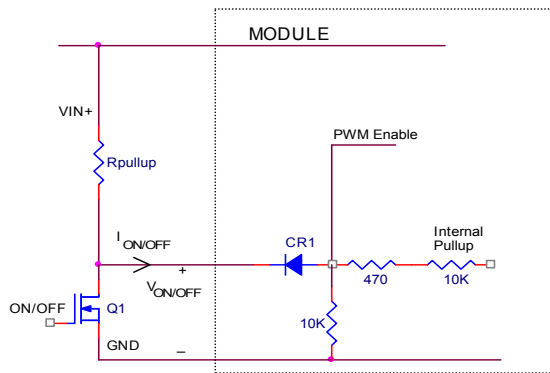 MODULE
VIN+
Rpullup
PWM Enable
I ON/OFF
+
V ON/OFF
CR1
Internal
Pullup
470
10K
ON/OFF
Q1
10K
GND
–